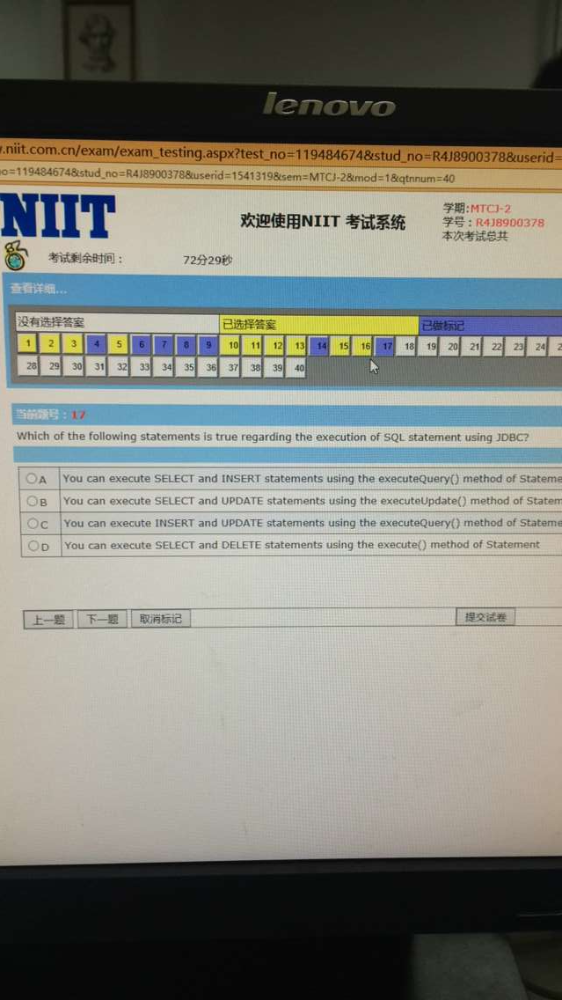 lenovo
.niit.com.cn/exam/exam_testing.aspx?test_no=119484674&stud_no=R4J8900378&userid=
no=119484674&stud_no=R4J8900378&userid=1541319&sem=MTCJ-2&mod=1&qtnnum=40
NIIT
欢迎使用NIIT 考试系统
学期:MTCJ-2
学号：R4J8900378
本次考试总共
考试剩余时间： 72分29秒
查看详细...
没有选择答案 已选择答案 已做标记
1 2 3 4 5 6 7 8 9 10 11 12 13 14 15 16 17 18 19 20 21 22 23 24 2
28 29 30 31 32 33 34 35 36 37 38 39 40
当前题号：17
Which of the following statements is true regarding the execution of SQL statement using JDBC?
A You can execute SELECT and INSERT statements using the executeQuery() method of Stateme
B You can execute SELECT and UPDATE statements using the executeUpdate() method of Statem
C You can execute INSERT and UPDATE statements using the executeQuery() method of Stateme
D You can execute SELECT and DELETE statements using the execute() method of Statement
上一题 下一题 取消标记 提交试卷